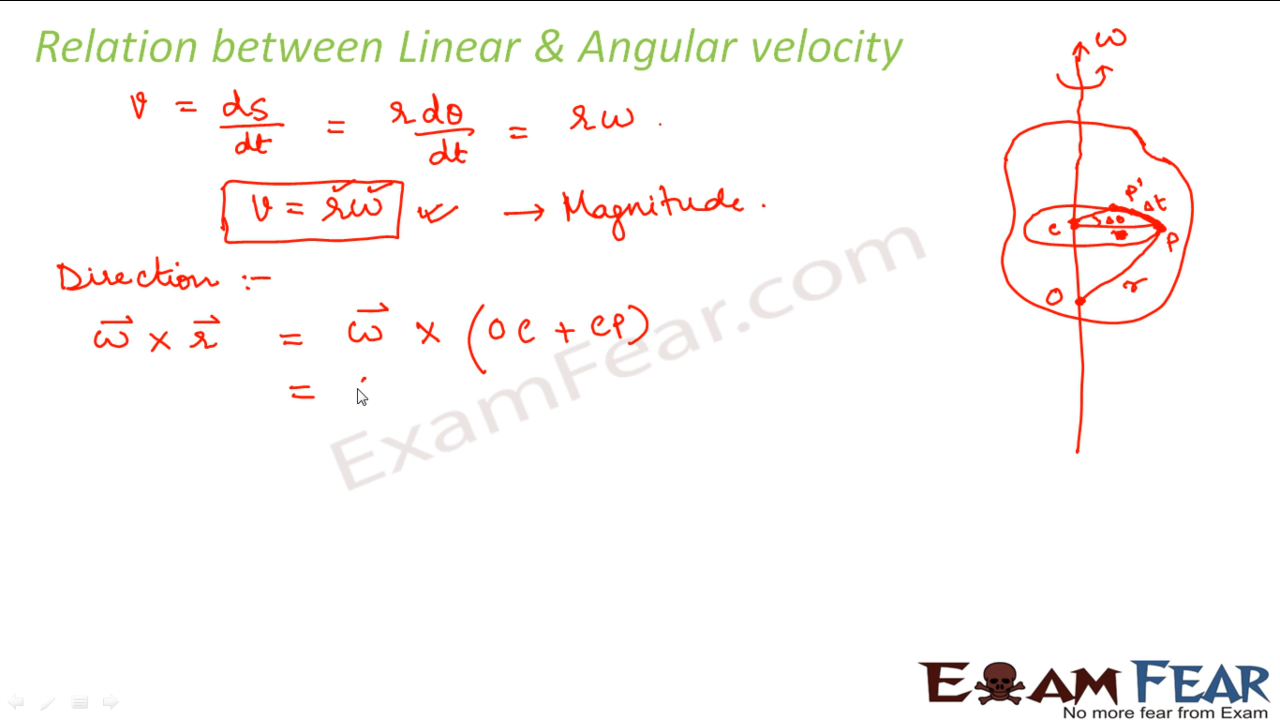 Relation between Linear & Angular velocity
v = ds/dt = r dθ/dt = rω.
v = rω → Magnitude.
Direction :-
ω⃗ × r⃗ = ω⃗ × (OC + CP)
=
ω
P'
Δt
C
Δθ
P
O
r
ExamFear.com
EXAM FEAR
No more fear from Exam